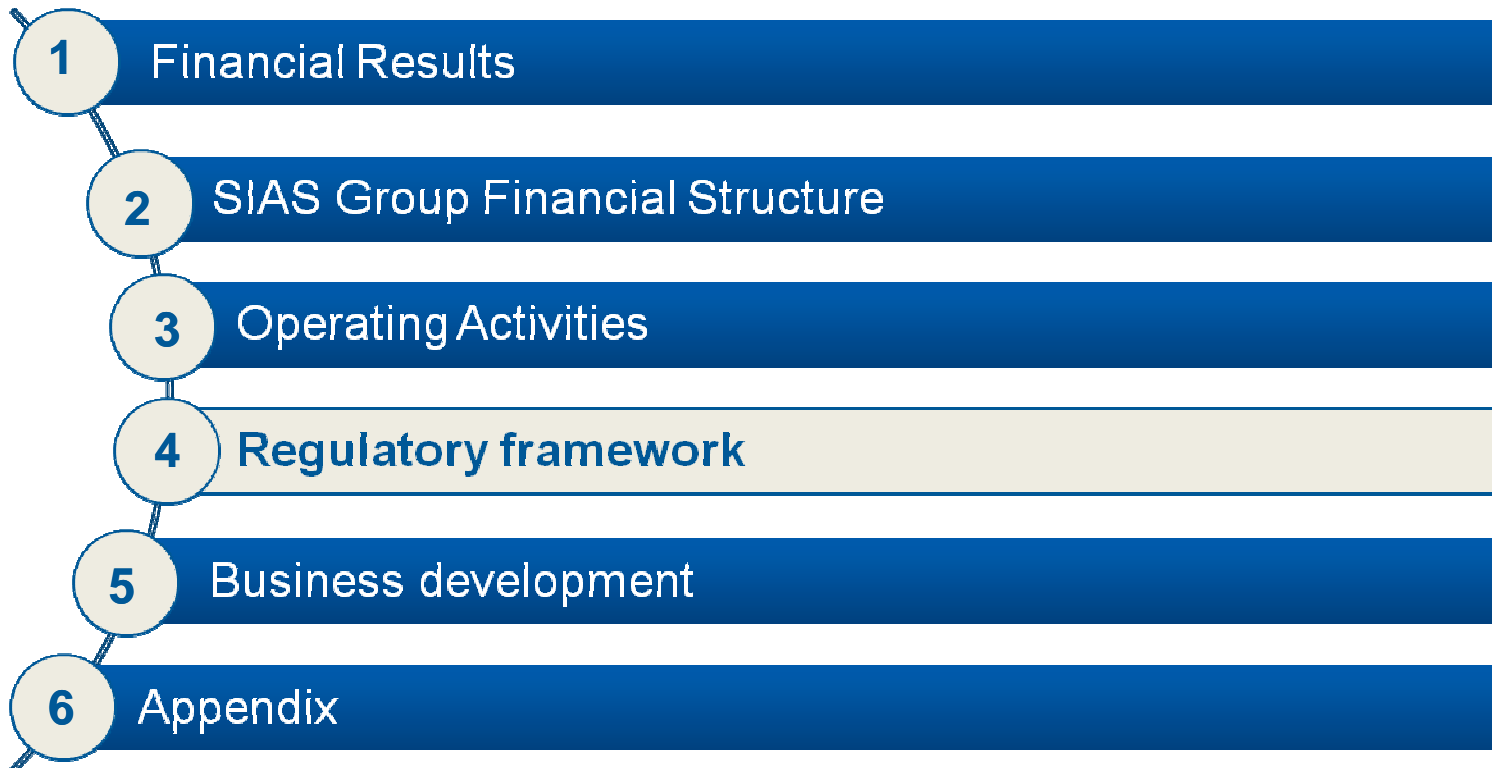 1 Financial Results
2 SIAS Group Financial Structure
3 Operating Activities
4 Regulatory framework
5 Business development
6 Appendix